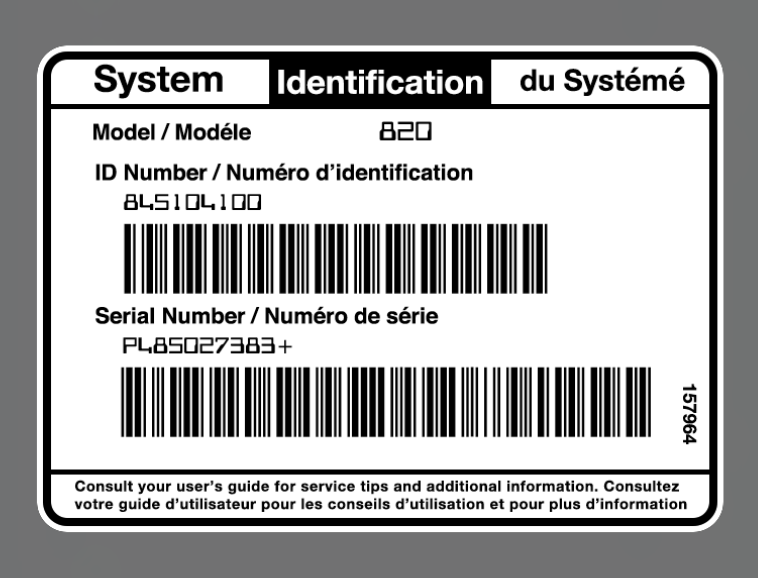 System Identification du Systémé
Model / Modéle 820
ID Number / Numéro d'identification
845104100
Serial Number / Numéro de série
P485027383+
157964
Consult your user's guide for service tips and additional information. Consultez
votre guide d'utilisateur pour les conseils d'utilisation et pour plus d'information